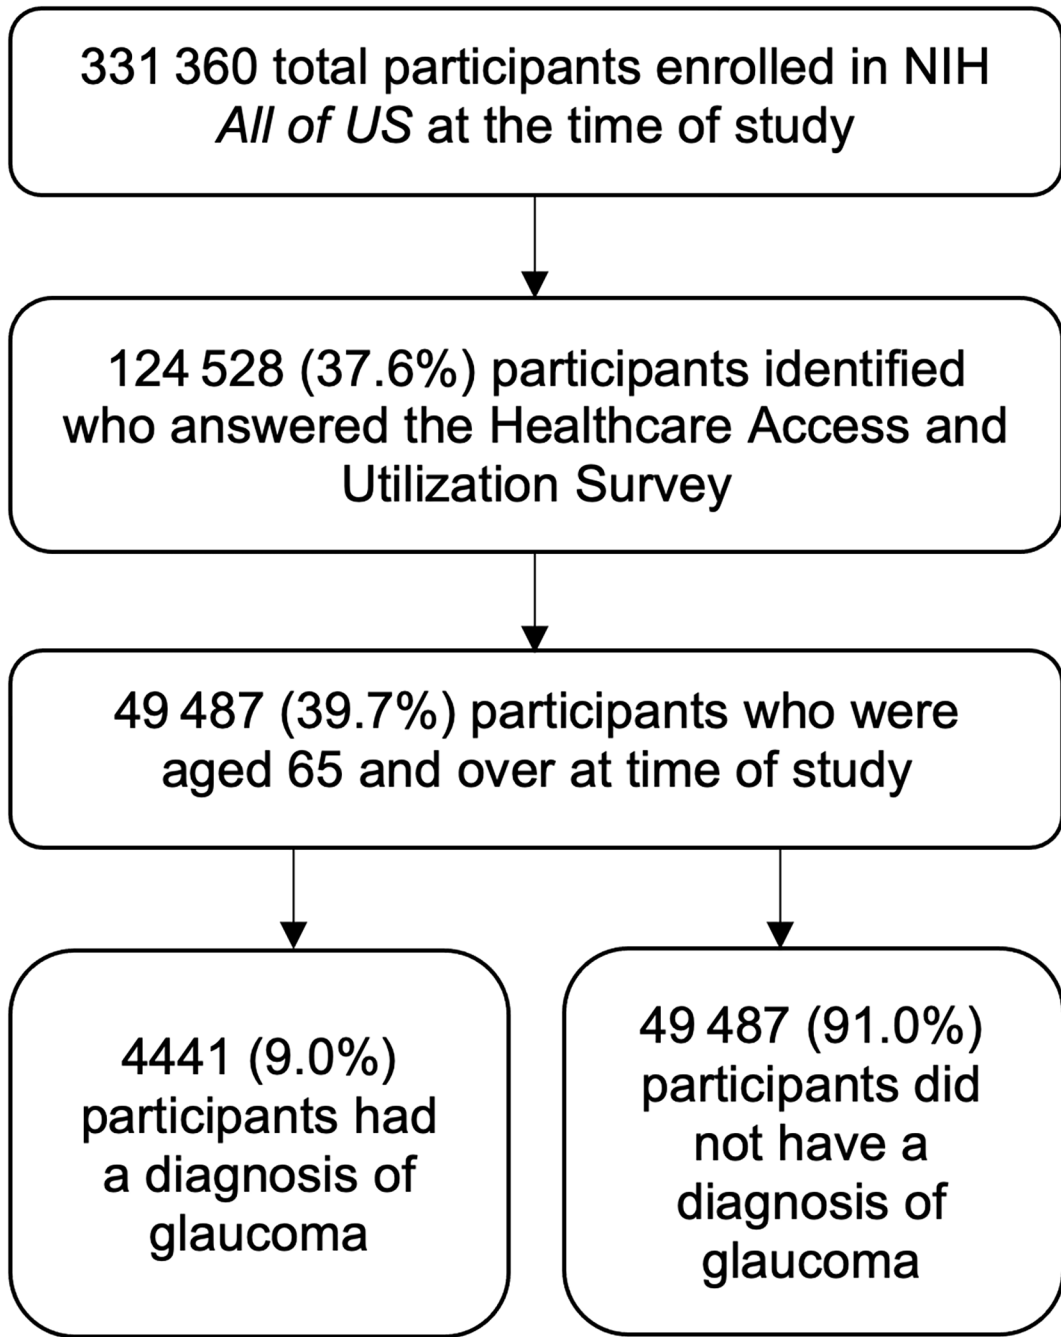 331 360 total participants enrolled in NIH
All of US at the time of study
124 528 (37.6%) participants identified
who answered the Healthcare Access and
Utilization Survey
49 487 (39.7%) participants who were
aged 65 and over at time of study
4441 (9.0%)
participants had
a diagnosis of
glaucoma
49 487 (91.0%)
participants did
not have a
diagnosis of
glaucoma